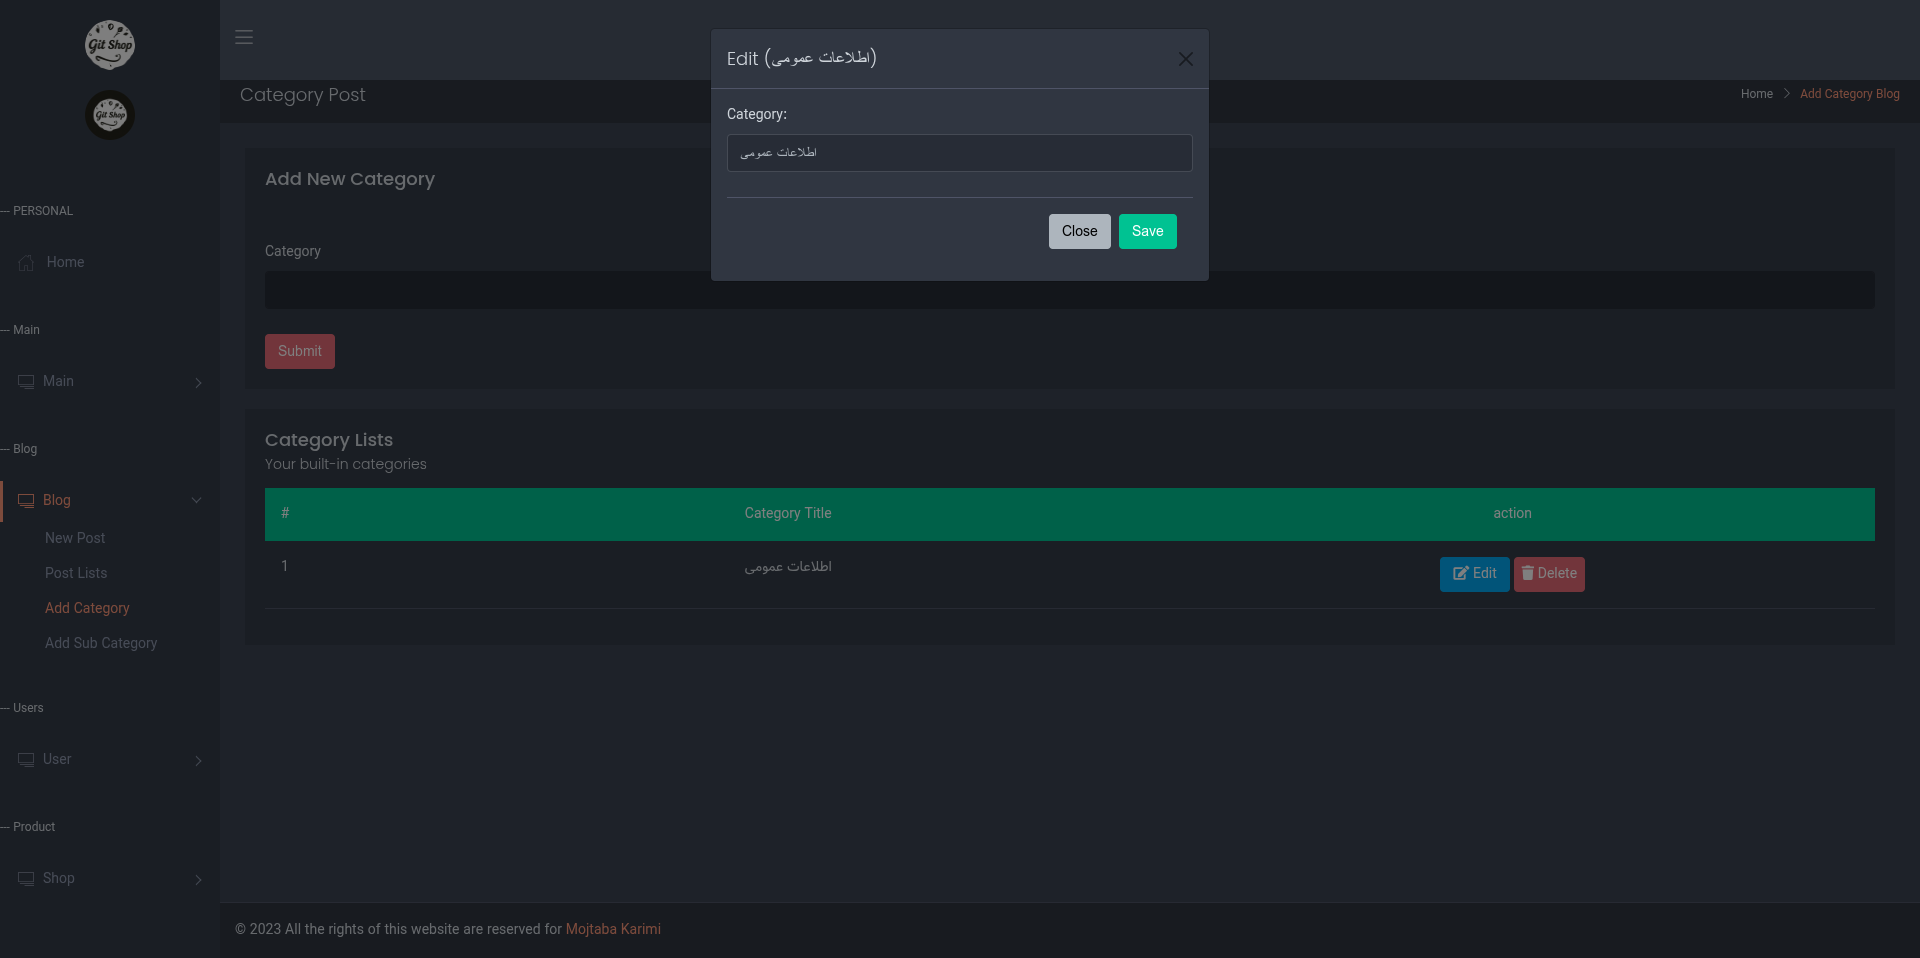 Git Shop
Git Shop
--- PERSONAL
Home
--- Main
Main
--- Blog
Blog
New Post
Post Lists
Add Category
Add Sub Category
--- Users
User
--- Product
Shop
Category Post
Home > Add Category Blog
Edit (اطلاعات عمومی)
Category:
اطلاعات عمومی
Close Save
Add New Category
Category
Submit
Category Lists
Your built-in categories
# Category Title action
1 اطلاعات عمومی Edit Delete
© 2023 All the rights of this website are reserved for Mojtaba Karimi